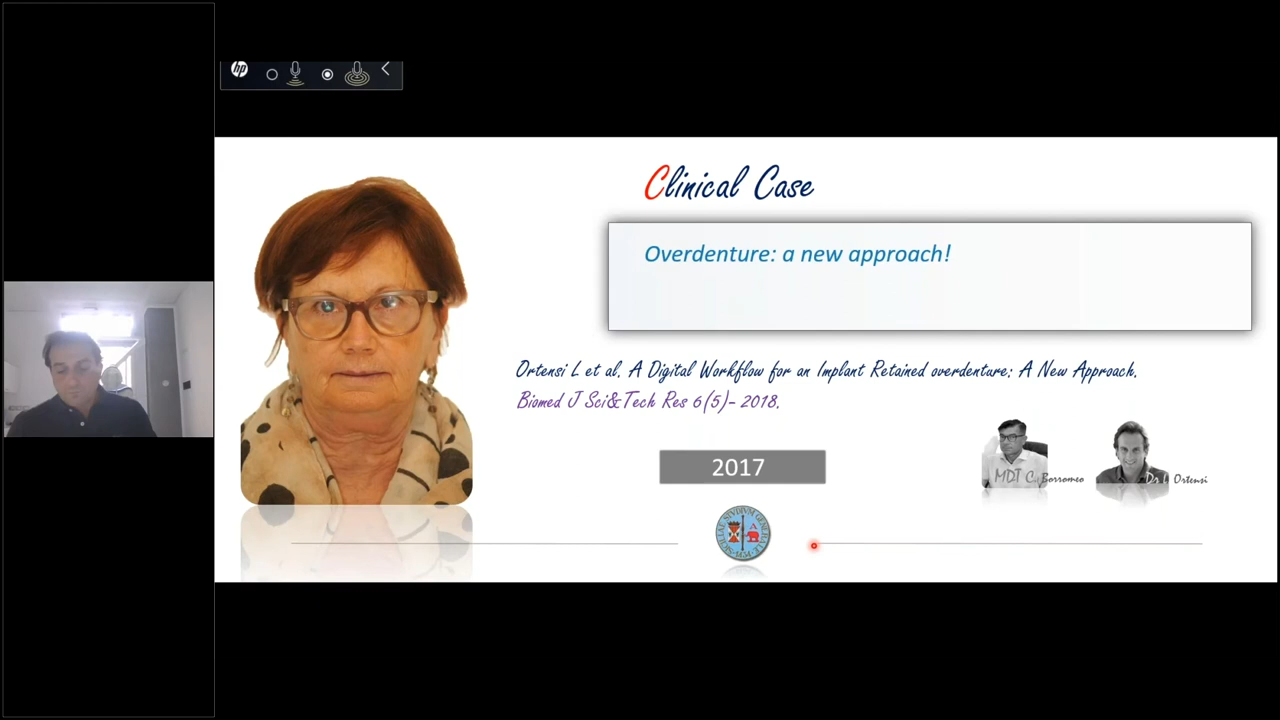 hp
Clinical Case
Overdenture: a new approach!
Ortensi L et al. A Digital Workflow for an Implant Retained overdenture: A New Approach.
Biomed J Sci&Tech Res 6(5)- 2018.
2017
MDT C. Borromeo
Dr L Ortensi